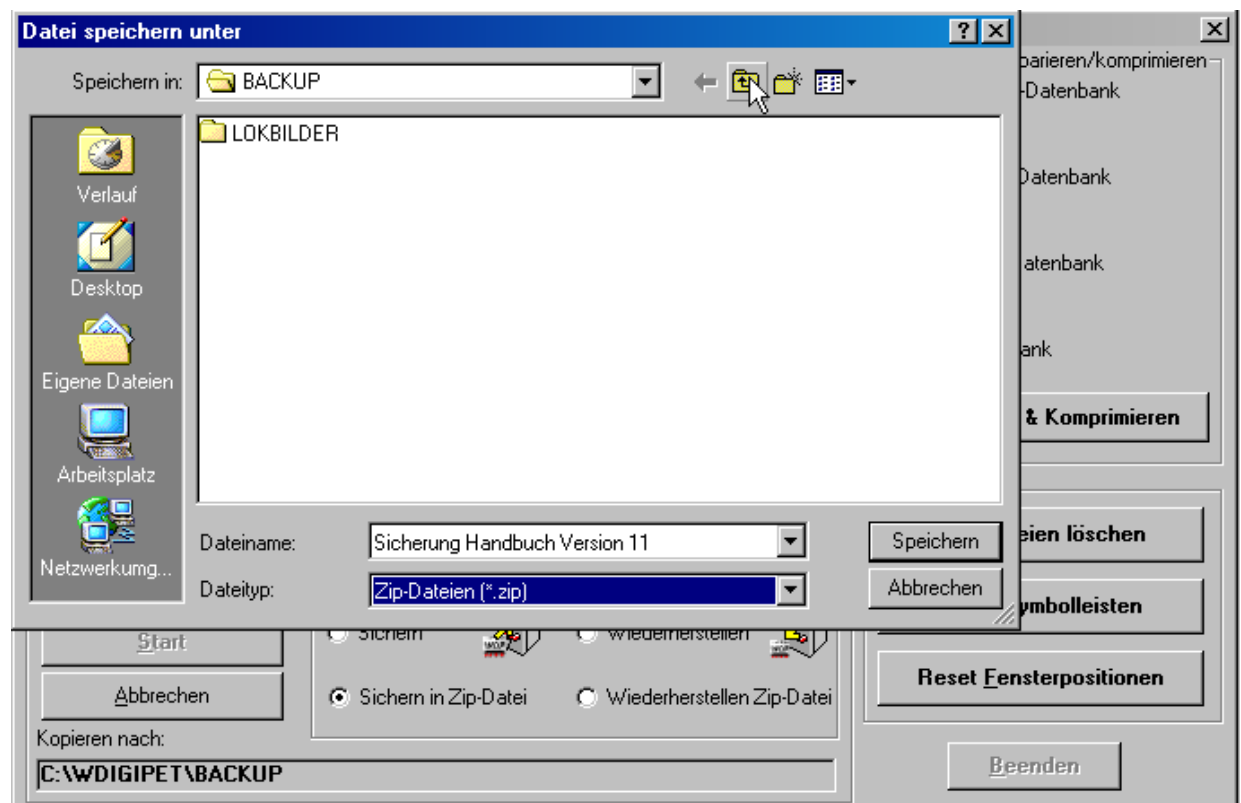 Datei speichern unter
Speichern in: BACKUP
LOKBILDER
Verlauf
Desktop
Eigene Dateien
Arbeitsplatz
Netzwerkumg...
Dateiname: Sicherung Handbuch Version 11 Speichern
Dateityp: Zip-Dateien (*.zip) Abbrechen
parieren/komprimieren
-Datenbank
Datenbank
atenbank
ank
& Komprimieren
eien löschen
ymbolleisten
Reset Fensterpositionen
Start Sichern Wiederherstellen
Abbrechen Sichern in Zip-Datei Wiederherstellen Zip-Datei
Kopieren nach:
C:\WDIGIPET\BACKUP
Beenden